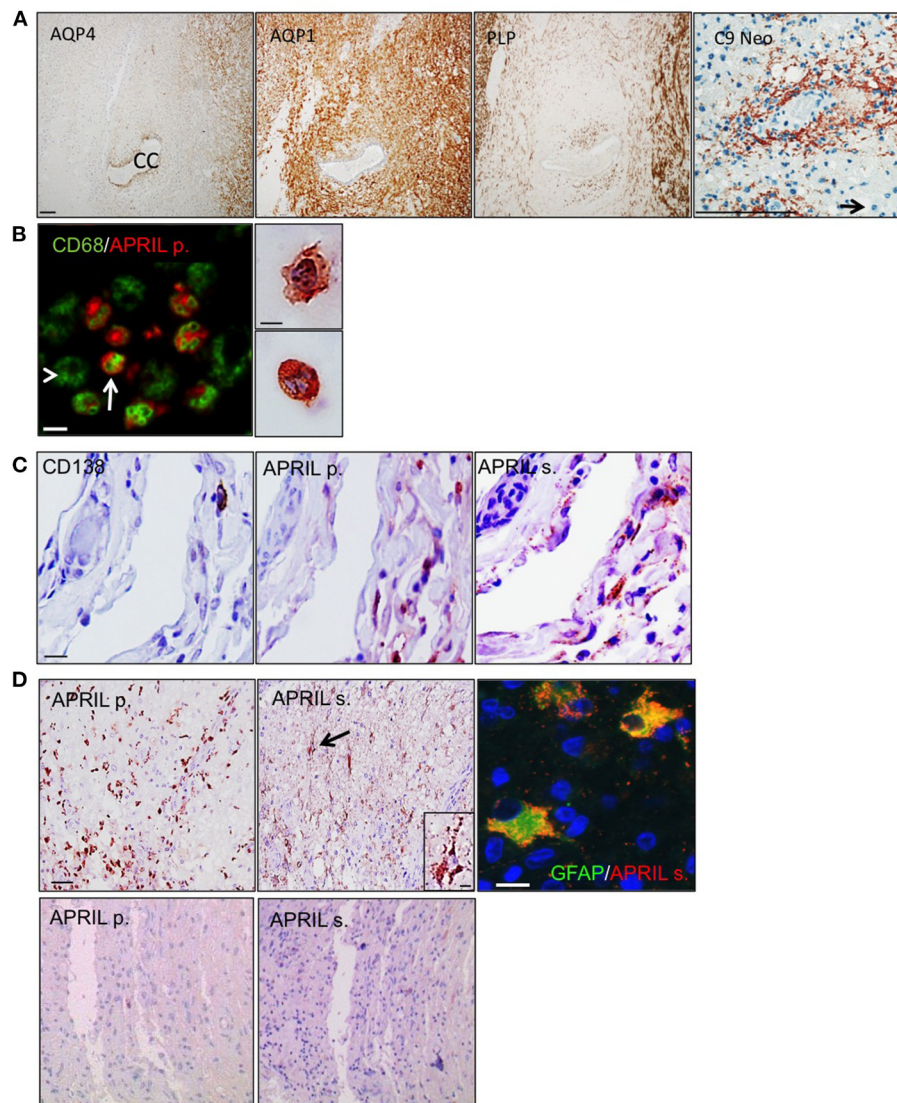 A
AQP4
AQP1
PLP
C9 Neo
CC
B
CD68/APRIL p.
C
CD138
APRIL p.
APRIL s.
D
APRIL p.
APRIL s.
GFAP/APRIL s.
APRIL p.
APRIL s.